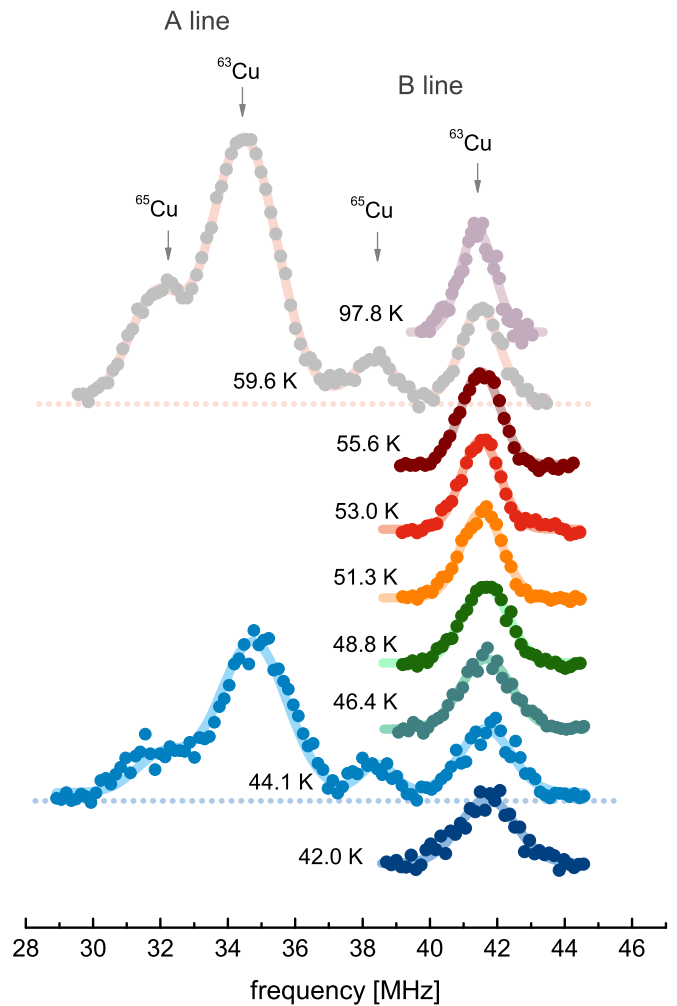 A line
⁶³Cu
B line
⁶³Cu
⁶⁵Cu
⁶⁵Cu
97.8 K
59.6 K
55.6 K
53.0 K
51.3 K
48.8 K
46.4 K
44.1 K
42.0 K
28 30 32 34 36 38 40 42 44 46
frequency [MHz]